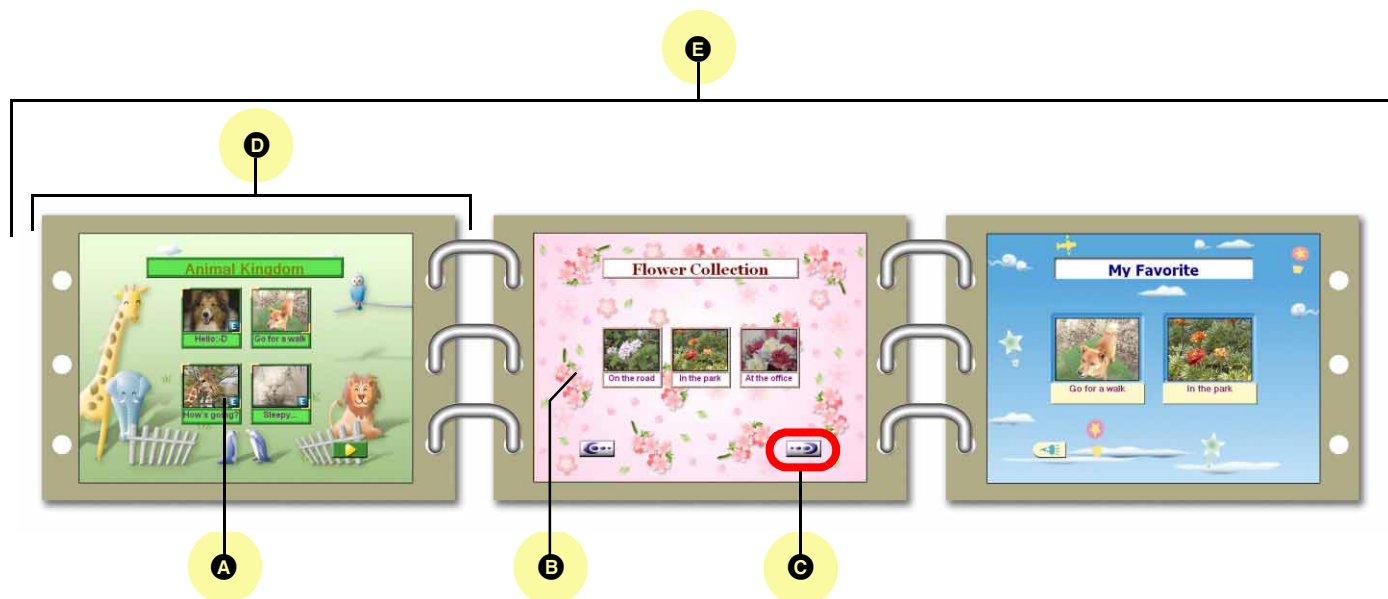 E
D
Animal Kingdom
Hello:-D
Go for a walk
E
How's going?
Sleepy...
E
E
Flower Collection
On the road
In the park
At the office
My Favorite
Go for a walk
In the park
A
B
C